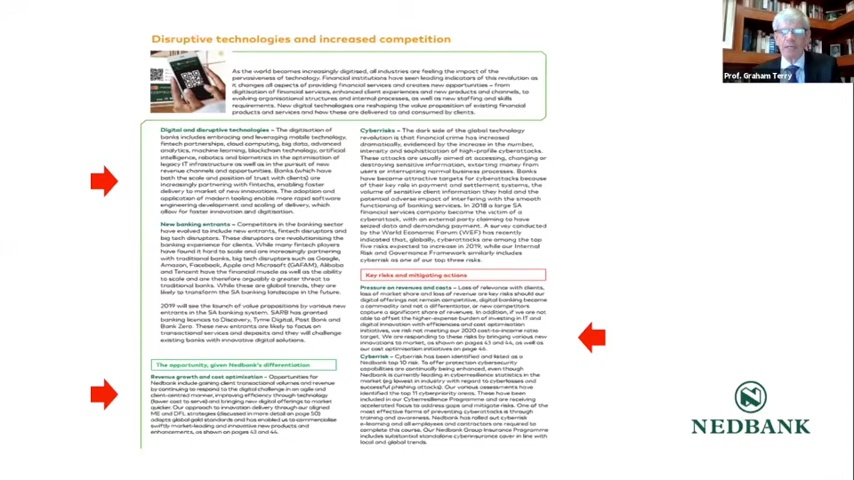 Disruptive technologies and increased competition
As the world becomes increasingly digitised, all industries are feeling the impact of the
pervasiveness of technology. Financial institutions have seen leading indicators of this revolution as
it changes all aspects of providing financial services and creates new opportunities – from
digitisation of financial services, enhanced client experiences and new products and channels, to
evolving organisational structures and internal processes, as well as new staffing and skills
requirements. New digital technologies are reshaping the value proposition of existing financial
products and services and how these are delivered to and consumed by clients.
Digital and disruptive technologies – The digitisation of
banks includes embracing and leveraging mobile technology,
fintech partnerships, cloud computing, big data, advanced
analytics, machine learning, blockchain technology, artificial
intelligence, robotics and biometrics in the optimisation of
legacy IT infrastructure as well as in the pursuit of new
revenue channels and opportunities. Banks (which have
both the scale and position of trust with clients) are
increasingly partnering with fintechs, enabling faster
delivery to market of new innovations. The adoption and
application of modern tooling enable more rapid software
engineering development and scaling of delivery, which
allow for faster innovation and digitisation.
New banking entrants – Competitors in the banking sector
have evolved to include new entrants, fintech disruptors and
big tech disruptors. These disruptors are revolutionising the
banking experience for clients. While many fintech players
have found it hard to scale and are increasingly partnering
with traditional banks, big tech disruptors such as Google,
Amazon, Facebook, Apple and Microsoft (GAFAM), Alibaba
and Tencent have the financial muscle as well as the ability
to scale and are therefore arguably a greater threat to
traditional banks. While these are global trends, they are
likely to transform the SA banking landscape in the future.
2019 will see the launch of value propositions by various new
entrants in the SA banking system. SARB has granted
banking licences to Discovery, Tyme Digital, Post Bank and
Bank Zero. These new entrants are likely to focus on
transactional services and deposits and they will challenge
existing banks with innovative digital solutions.
The opportunity, given Nedbank's differentiation
Revenue growth and cost optimisation – Opportunities for
Nedbank include gaining client transactional volumes and revenue
by continuing to respond to the digital challenge in an agile and
client-centred manner, improving efficiency through technology
(lower cost to serve) and bringing new digital offerings to market
quicker. Our approach to innovation delivery through our aligned
ME and DFL strategies (discussed in more detail on page 50)
adopts global gold standards and has enabled us to commercialise
swiftly market-leading and innovative new products and
enhancements, as shown on pages 43 and 44.
Cyberrisks – The dark side of the global technology
revolution is that financial crime has increased
dramatically, evidenced by the increase in the number,
intensity and sophistication of high-profile cyberattacks.
These attacks are usually aimed at accessing, changing or
destroying sensitive information, extorting money from
users or interrupting normal business processes. Banks
have become attractive targets for cyberattacks because
of their key role in payment and settlement systems, the
volume of sensitive client information they hold and the
potential adverse impact of interfering with the smooth
functioning of banking services. In 2018 a large SA
financial services company became the victim of a
cyberattack, with an external party claiming to have
seized data and demanding payment. A survey conducted
by the World Economic Forum (WEF) has recently
indicated that, globally, cyberattacks are among the top
five risks expected to increase in 2019, while our Internal
Risk and Governance Framework similarly includes
cyberrisk as one of our top three risks.
Key risks and mitigating actions
Pressure on revenues and costs – Loss of relevance with clients,
loss of market share and loss of revenue are key risks should our
digital offerings not remain competitive, digital banking become
a commodity and not a differentiator, or new competitors
capture a significant share of revenues. In addition, if we are not
able to offset the higher expense burden of investing in IT and
digital innovation with efficiencies and cost optimisation
initiatives, we risk not meeting our 2020 cost-to-income ratio
target. We are responding to these risks by bringing various new
innovations to market, as shown on pages 43 and 44, as well as
our cost optimisation initiatives on page 46.
Cyberrisk – Cyberrisk has been identified and listed as a
Nedbank top 10 risk. To offer protection cybersecurity
capabilities are continually being enhanced, even though
Nedbank is currently leading in cyberresilience statistics in the
market (eg lowest in industry with regard to cyberlosses and
successful phishing attacks). Our various assessments have
identified the top 11 cyberpriority areas. These have
been included in our Cyberresilience Programme and are receiving
accelerated focus to address gaps and mitigate risks. One of the
most effective forms of preventing cyberattacks is through
training and awareness. Nedbank has rolled out cyberrisk
e-learning and all employees and contractors are required to
complete this course. Our Nedbank Group Insurance Programme
includes substantial standalone cyberinsurance cover in line with
local and global trends.
Prof. Graham Terry
NEDBANK